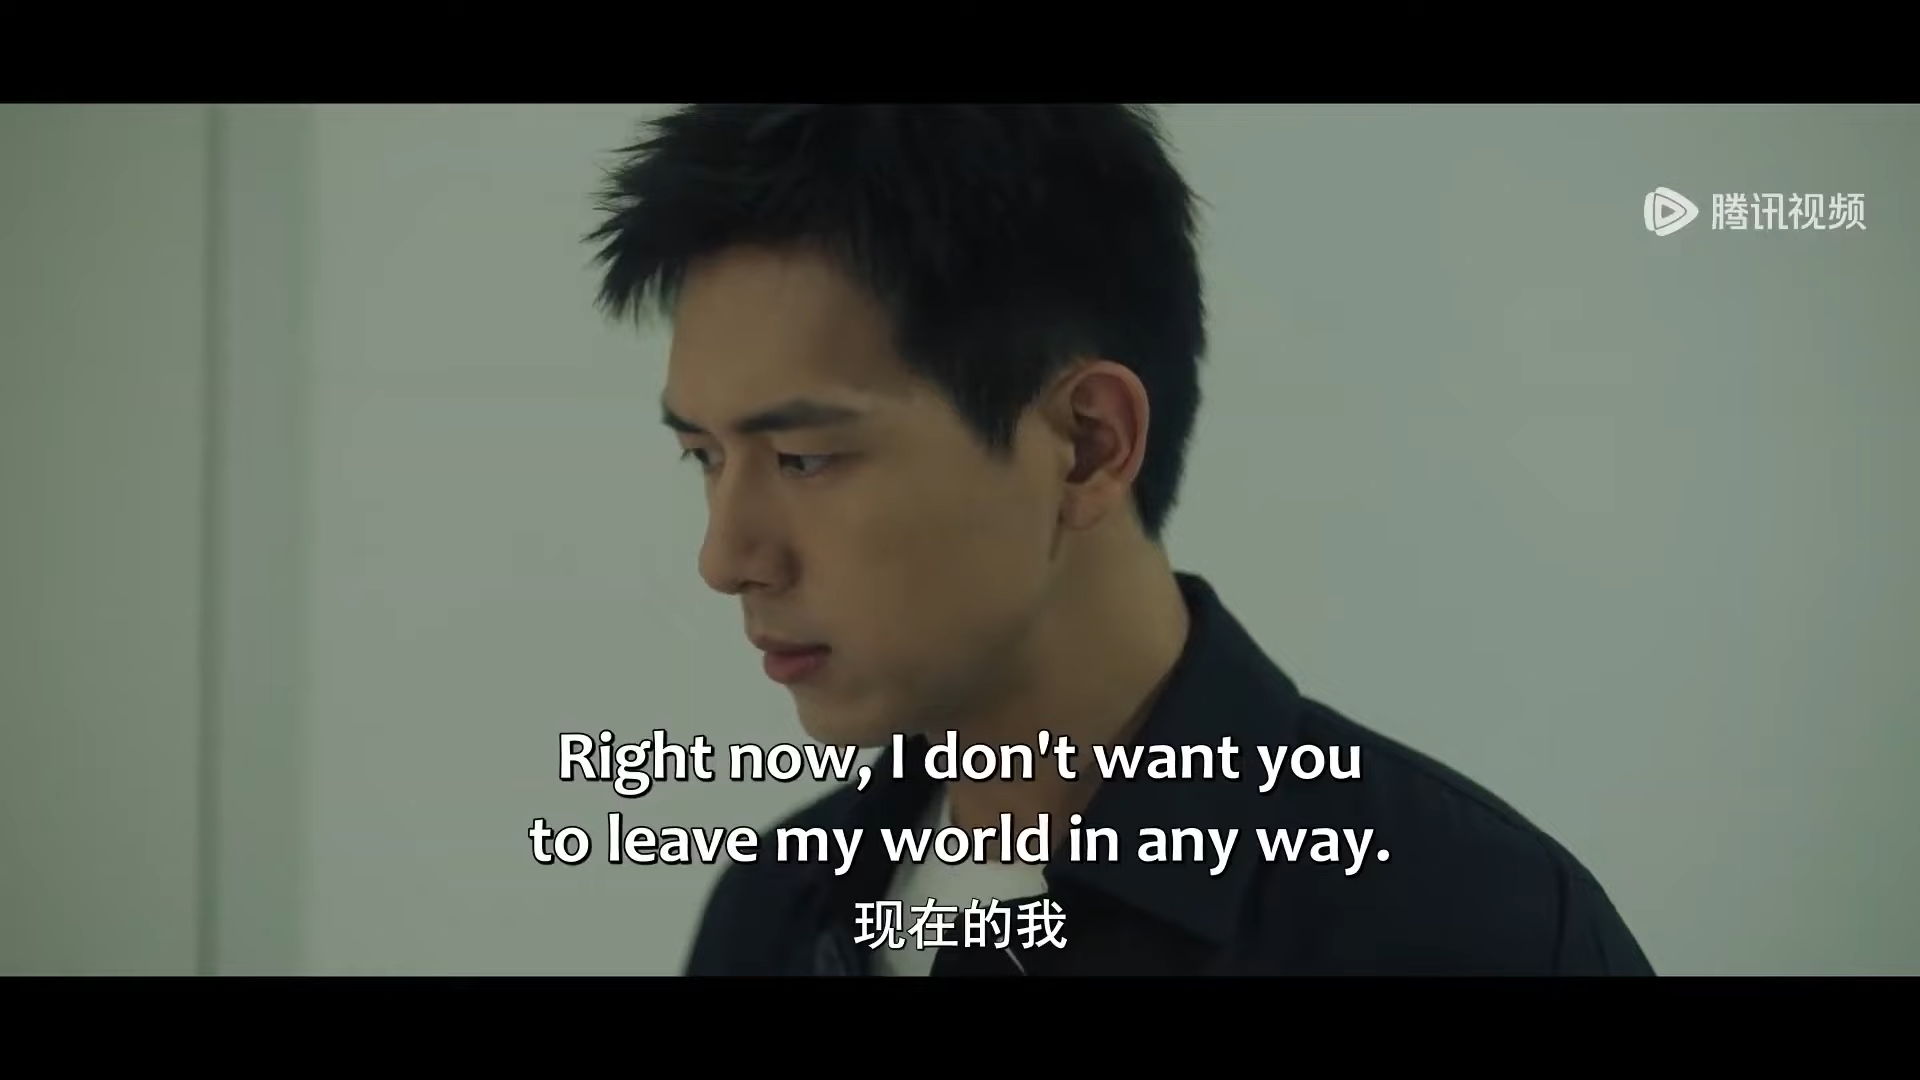 腾讯视频
Right now, I don't want you
to leave my world in any way.
现在的我